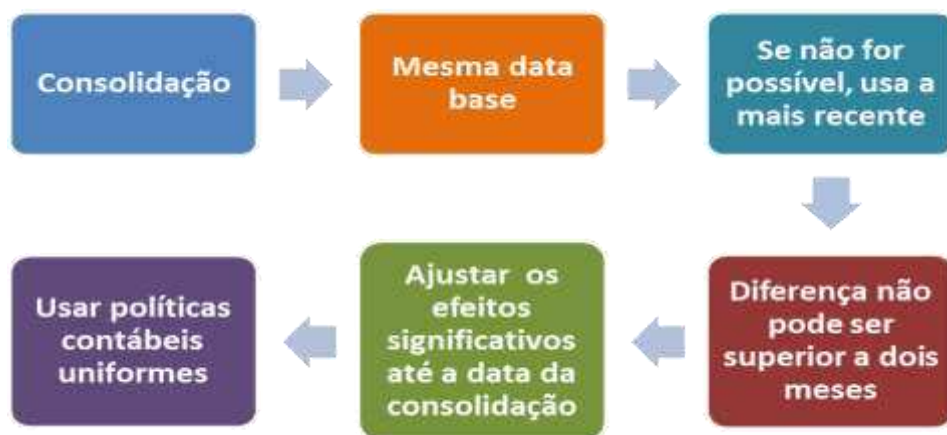 Consolidação
Mesma data
base
Se não for
possível, usa a
mais recente
Diferença não
pode ser
superior a dois
meses
Ajustar os
efeitos
significativos
até a data da
consolidação
Usar políticas
contábeis
uniformes